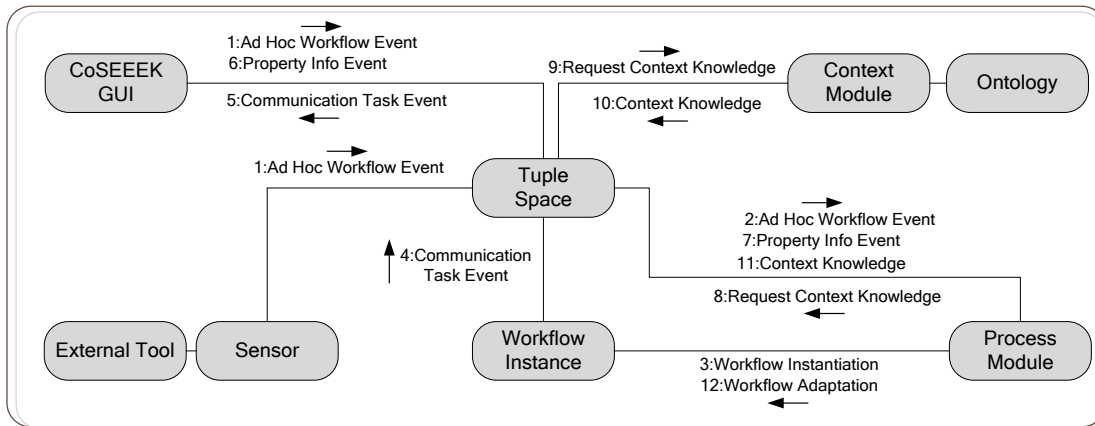 1:Ad Hoc Workflow Event
6:Property Info Event
CoSEEEK
GUI
5:Communication Task Event
9:Request Context Knowledge
10:Context Knowledge
Context
Module
Ontology
1:Ad Hoc Workflow Event
Tuple
Space
2:Ad Hoc Workflow Event
7:Property Info Event
11:Context Knowledge
4:Communication
Task Event
8:Request Context Knowledge
External Tool
Sensor
Workflow
Instance
3:Workflow Instantiation
12:Workflow Adaptation
Process
Module